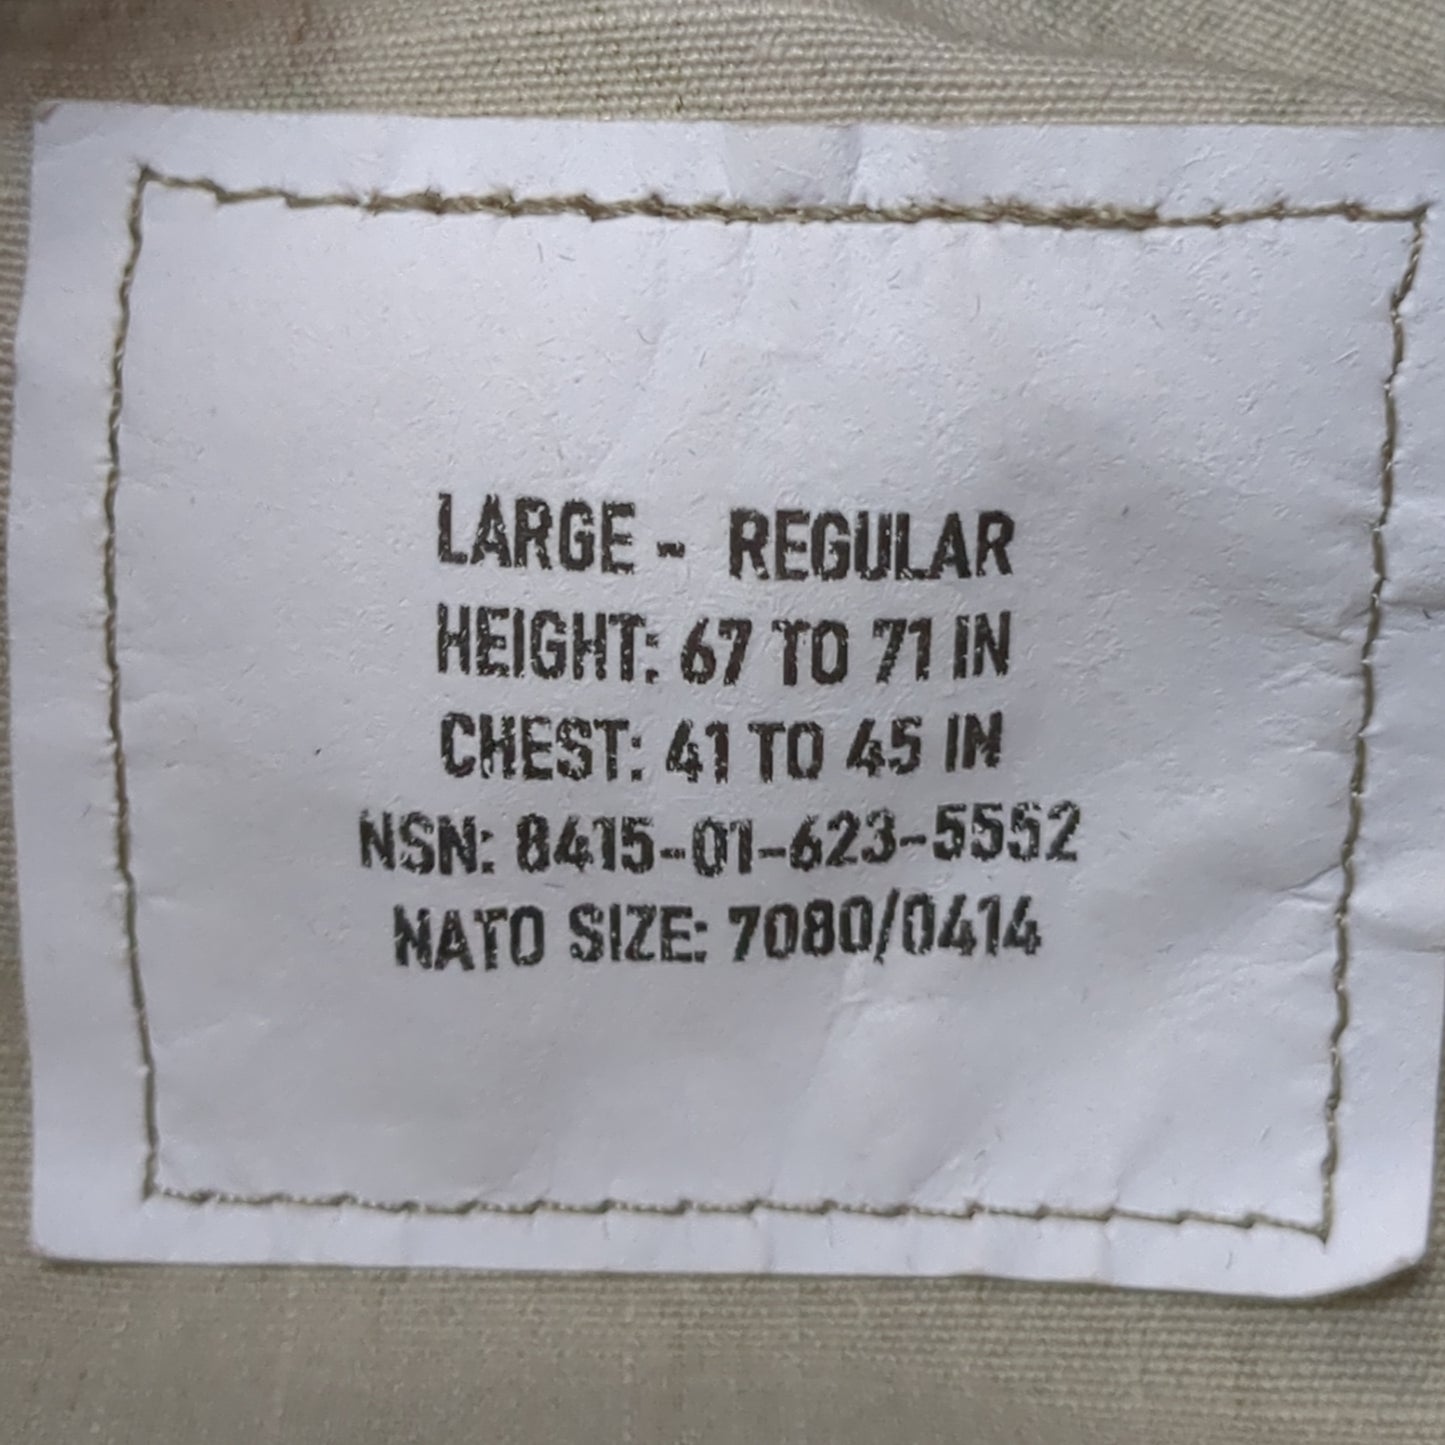 LARGE - REGULAR
HEIGHT: 67 TO 71 IN
CHEST: 41 TO 45 IN
NSN: 8415-01-623-5552
NATO SIZE: 7080/0414